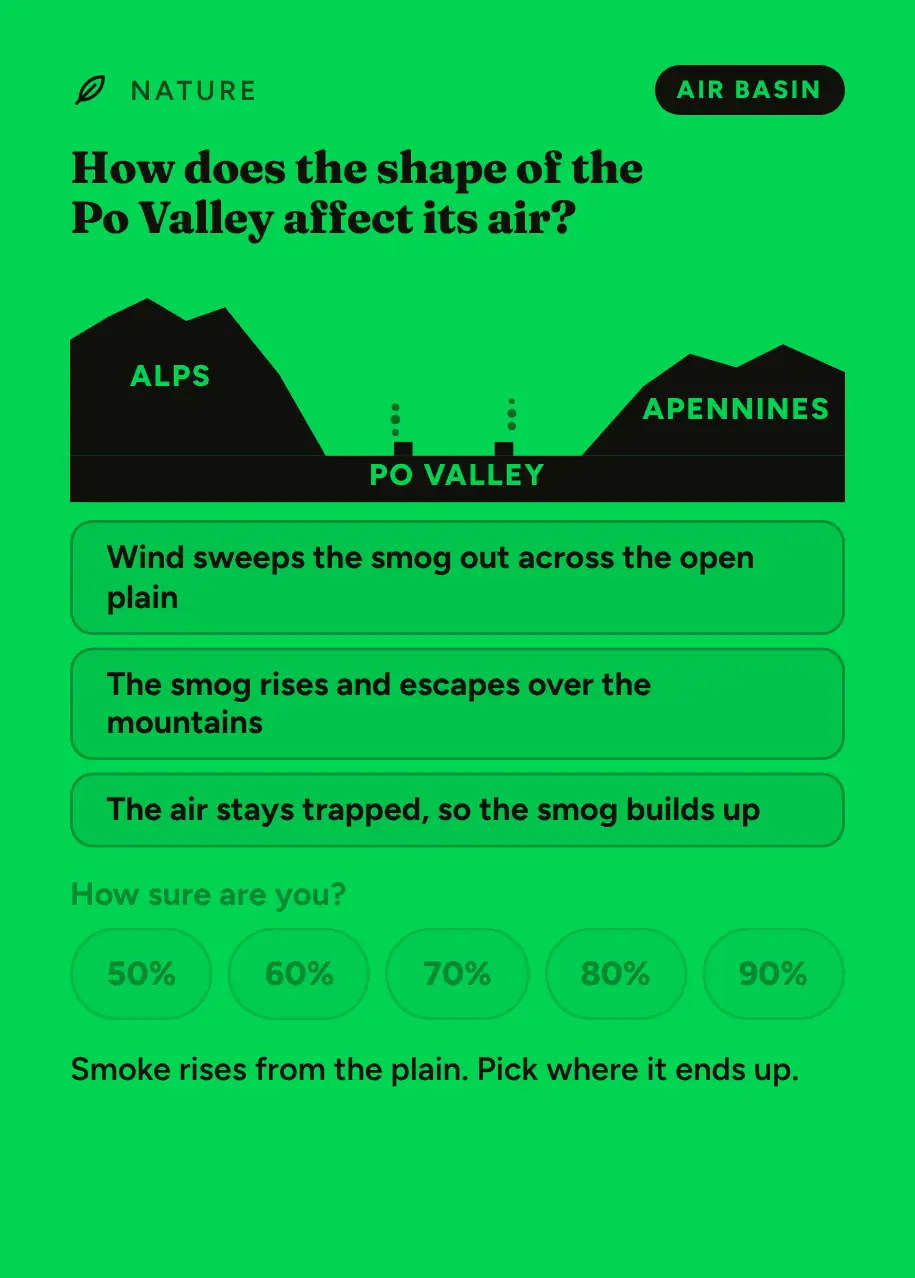 NATURE
AIR BASIN
How does the shape of the
Po Valley affect its air?
ALPS
APENNINES
PO VALLEY
Wind sweeps the smog out across the open
plain
The smog rises and escapes over the
mountains
The air stays trapped, so the smog builds up
How sure are you?
50%
60%
70%
80%
90%
Smoke rises from the plain. Pick where it ends up.